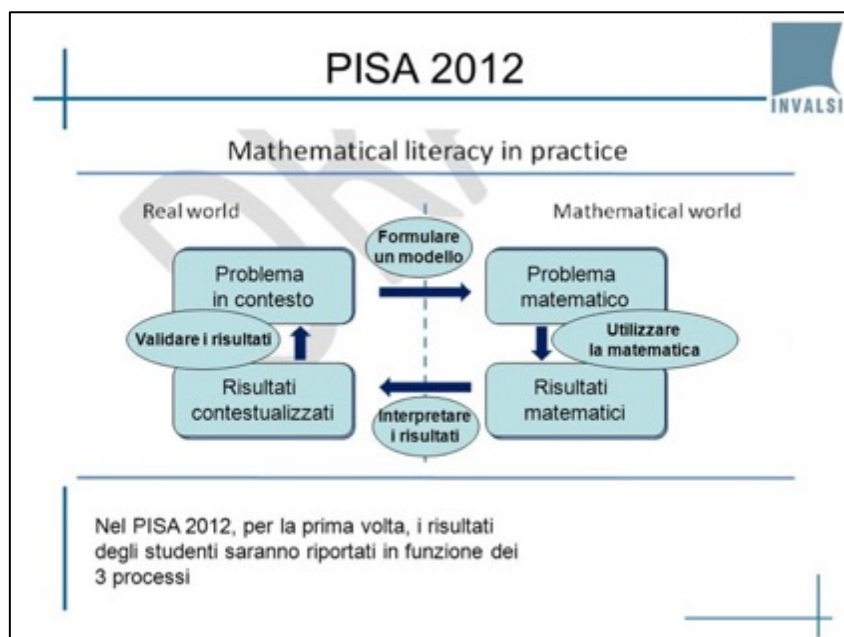 PISA 2012
INVALSI
Mathematical literacy in practice
Real world
Mathematical world
Formulare
un modello
Problema
in contesto
Problema
matematico
Validare i risultati
Utilizzare
la matematica
Risultati
contestualizzati
Interpretare
i risultati
Risultati
matematici
Nel PISA 2012, per la prima volta, i risultati
degli studenti saranno riportati in funzione dei
3 processi